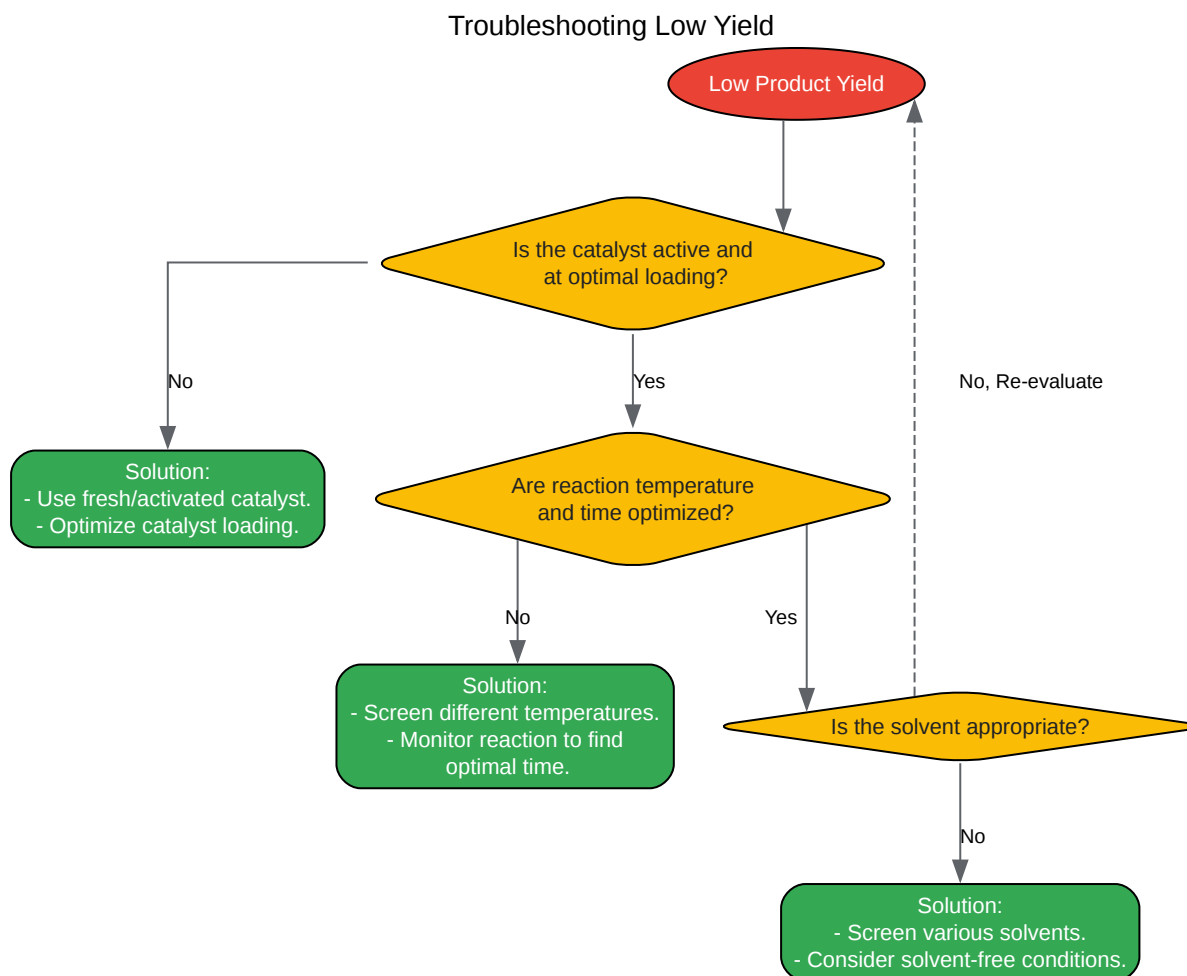 Troubleshooting Low Yield
Low Product Yield
Is the catalyst active and
at optimal loading?
No
Yes
No, Re-evaluate
Solution:
- Use fresh/activated catalyst.
- Optimize catalyst loading.
Are reaction temperature
and time optimized?
No
Yes
Solution:
- Screen different temperatures.
- Monitor reaction to find
optimal time.
Is the solvent appropriate?
No
Solution:
- Screen various solvents.
- Consider solvent-free conditions.